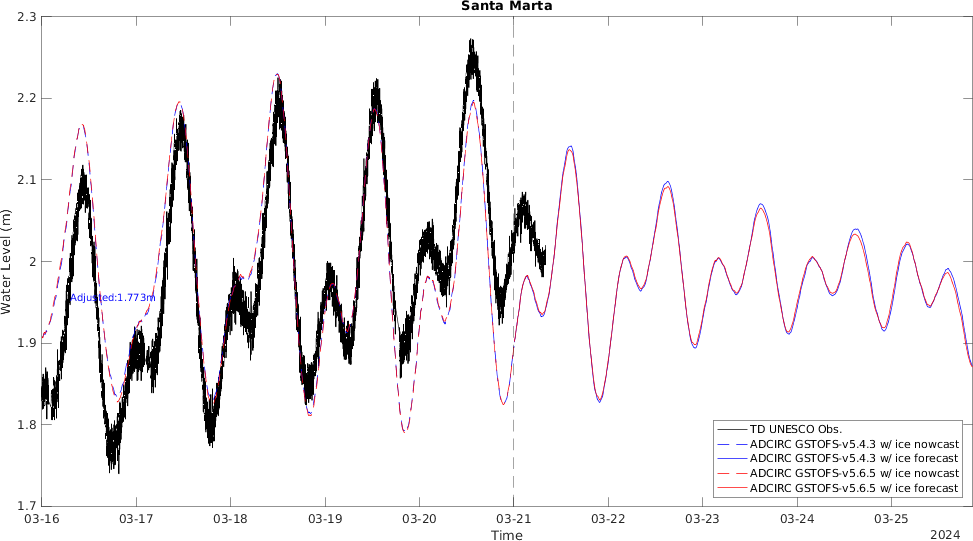 Santa Marta
2.3
2.2
2.1
2
1.9
1.8
1.7
Water Level (m)
Adjusted:1.773m
TD UNESCO Obs.
ADCIRC GSTOFS-v5.4.3 w/ ice nowcast
ADCIRC GSTOFS-v5.4.3 w/ ice forecast
ADCIRC GSTOFS-v5.6.5 w/ ice nowcast
ADCIRC GSTOFS-v5.6.5 w/ ice forecast
03-16 03-17 03-18 03-19 03-20 03-21 03-22 03-23 03-24 03-25
Time
2024